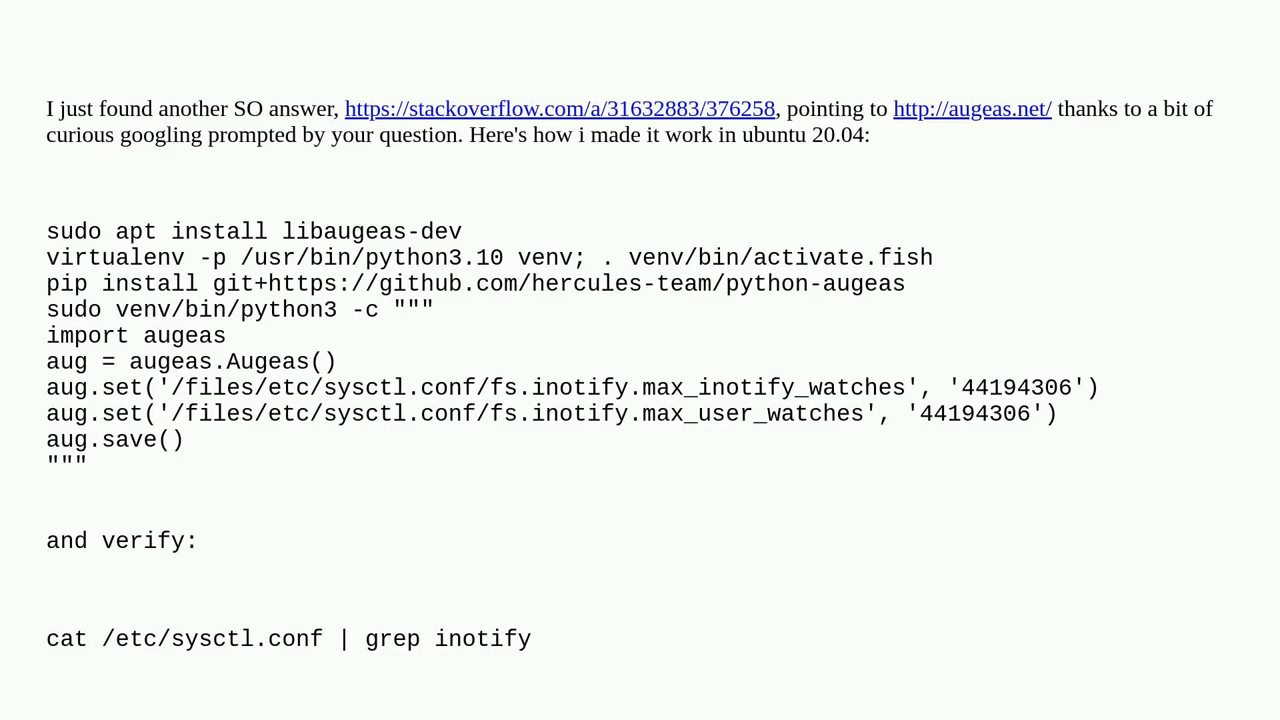 I just found another SO answer, https://stackoverflow.com/a/31632883/376258, pointing to http://augeas.net/ thanks to a bit of
curious googling prompted by your question. Here's how i made it work in ubuntu 20.04:
sudo apt install libaugeas-dev
virtualenv -p /usr/bin/python3.10 venv; . venv/bin/activate.fish
pip install git+https://github.com/hercules-team/python-augeas
sudo venv/bin/python3 -c """
import augeas
aug = augeas.Augeas()
aug.set('/files/etc/sysctl.conf/fs.inotify.max_inotify_watches', '44194306')
aug.set('/files/etc/sysctl.conf/fs.inotify.max_user_watches', '44194306')
aug.save()
"""
and verify:
cat /etc/sysctl.conf | grep inotify